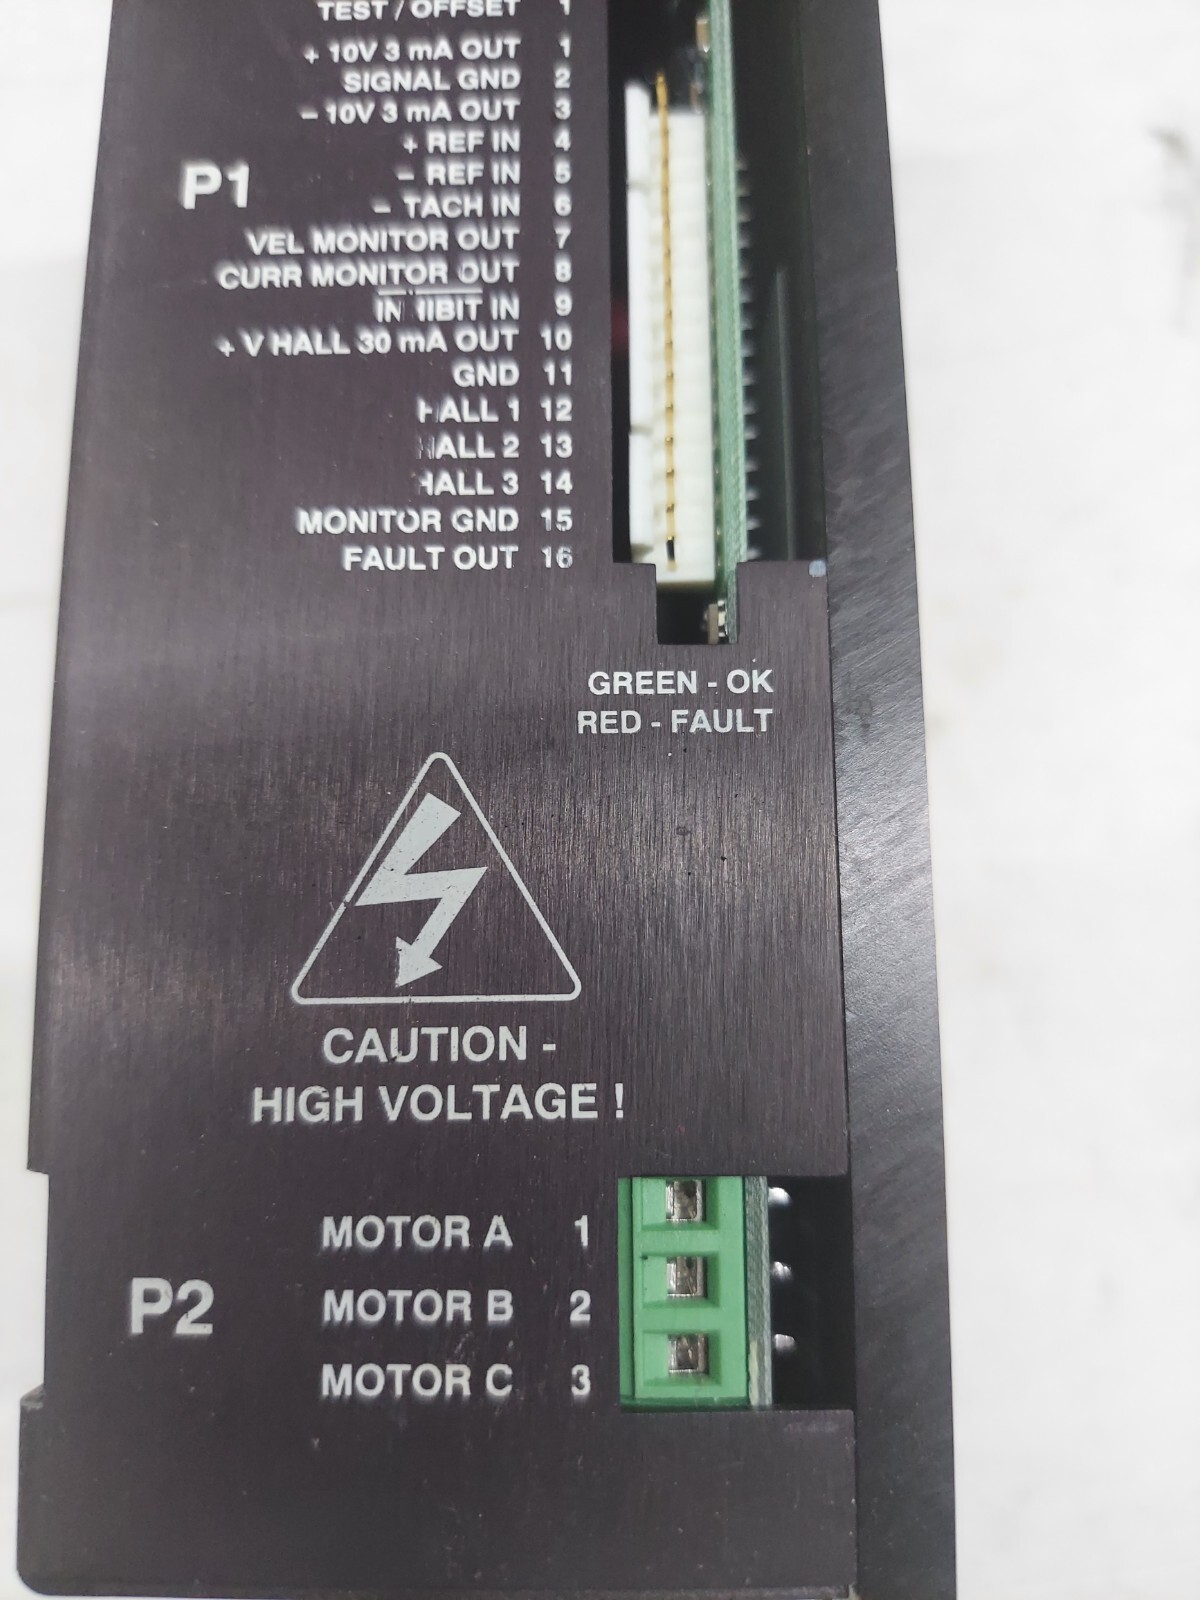 TEST / OFFSET 1
+ 10V 3 mA OUT 1
SIGNAL GND 2
– 10V 3 mA OUT 3
+ REF IN 4
P1
– REF IN 5
– TACH IN 6
VEL MONITOR OUT 7
CURR MONITOR OUT 8
INHIBIT IN 9
+ V HALL 30 mA OUT 10
GND 11
HALL 1 12
HALL 2 13
HALL 3 14
MONITOR GND 15
FAULT OUT 16
GREEN - OK
RED - FAULT
CAUTION -
HIGH VOLTAGE !
MOTOR A 1
P2
MOTOR B 2
MOTOR C 3